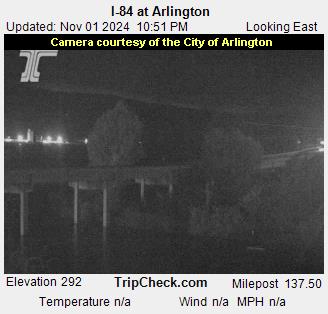 I-84 at Arlington
Updated: Nov 01 2024 10:51 PM Looking East
Camera courtesy of the City of Arlington
Elevation 292 TripCheck.com Milepost 137.50
Temperature n/a Wind n/a MPH n/a